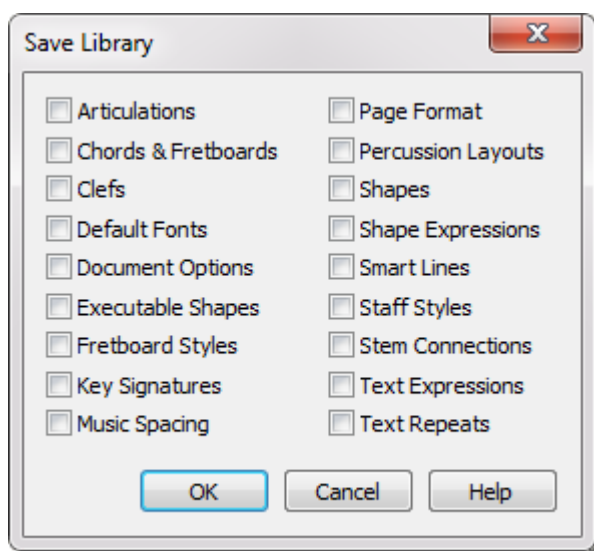 Save Library
Articulations
Chords & Fretboards
Clefs
Default Fonts
Document Options
Executable Shapes
Fretboard Styles
Key Signatures
Music Spacing
Page Format
Percussion Layouts
Shapes
Shape Expressions
Smart Lines
Staff Styles
Stem Connections
Text Expressions
Text Repeats
OK
Cancel
Help